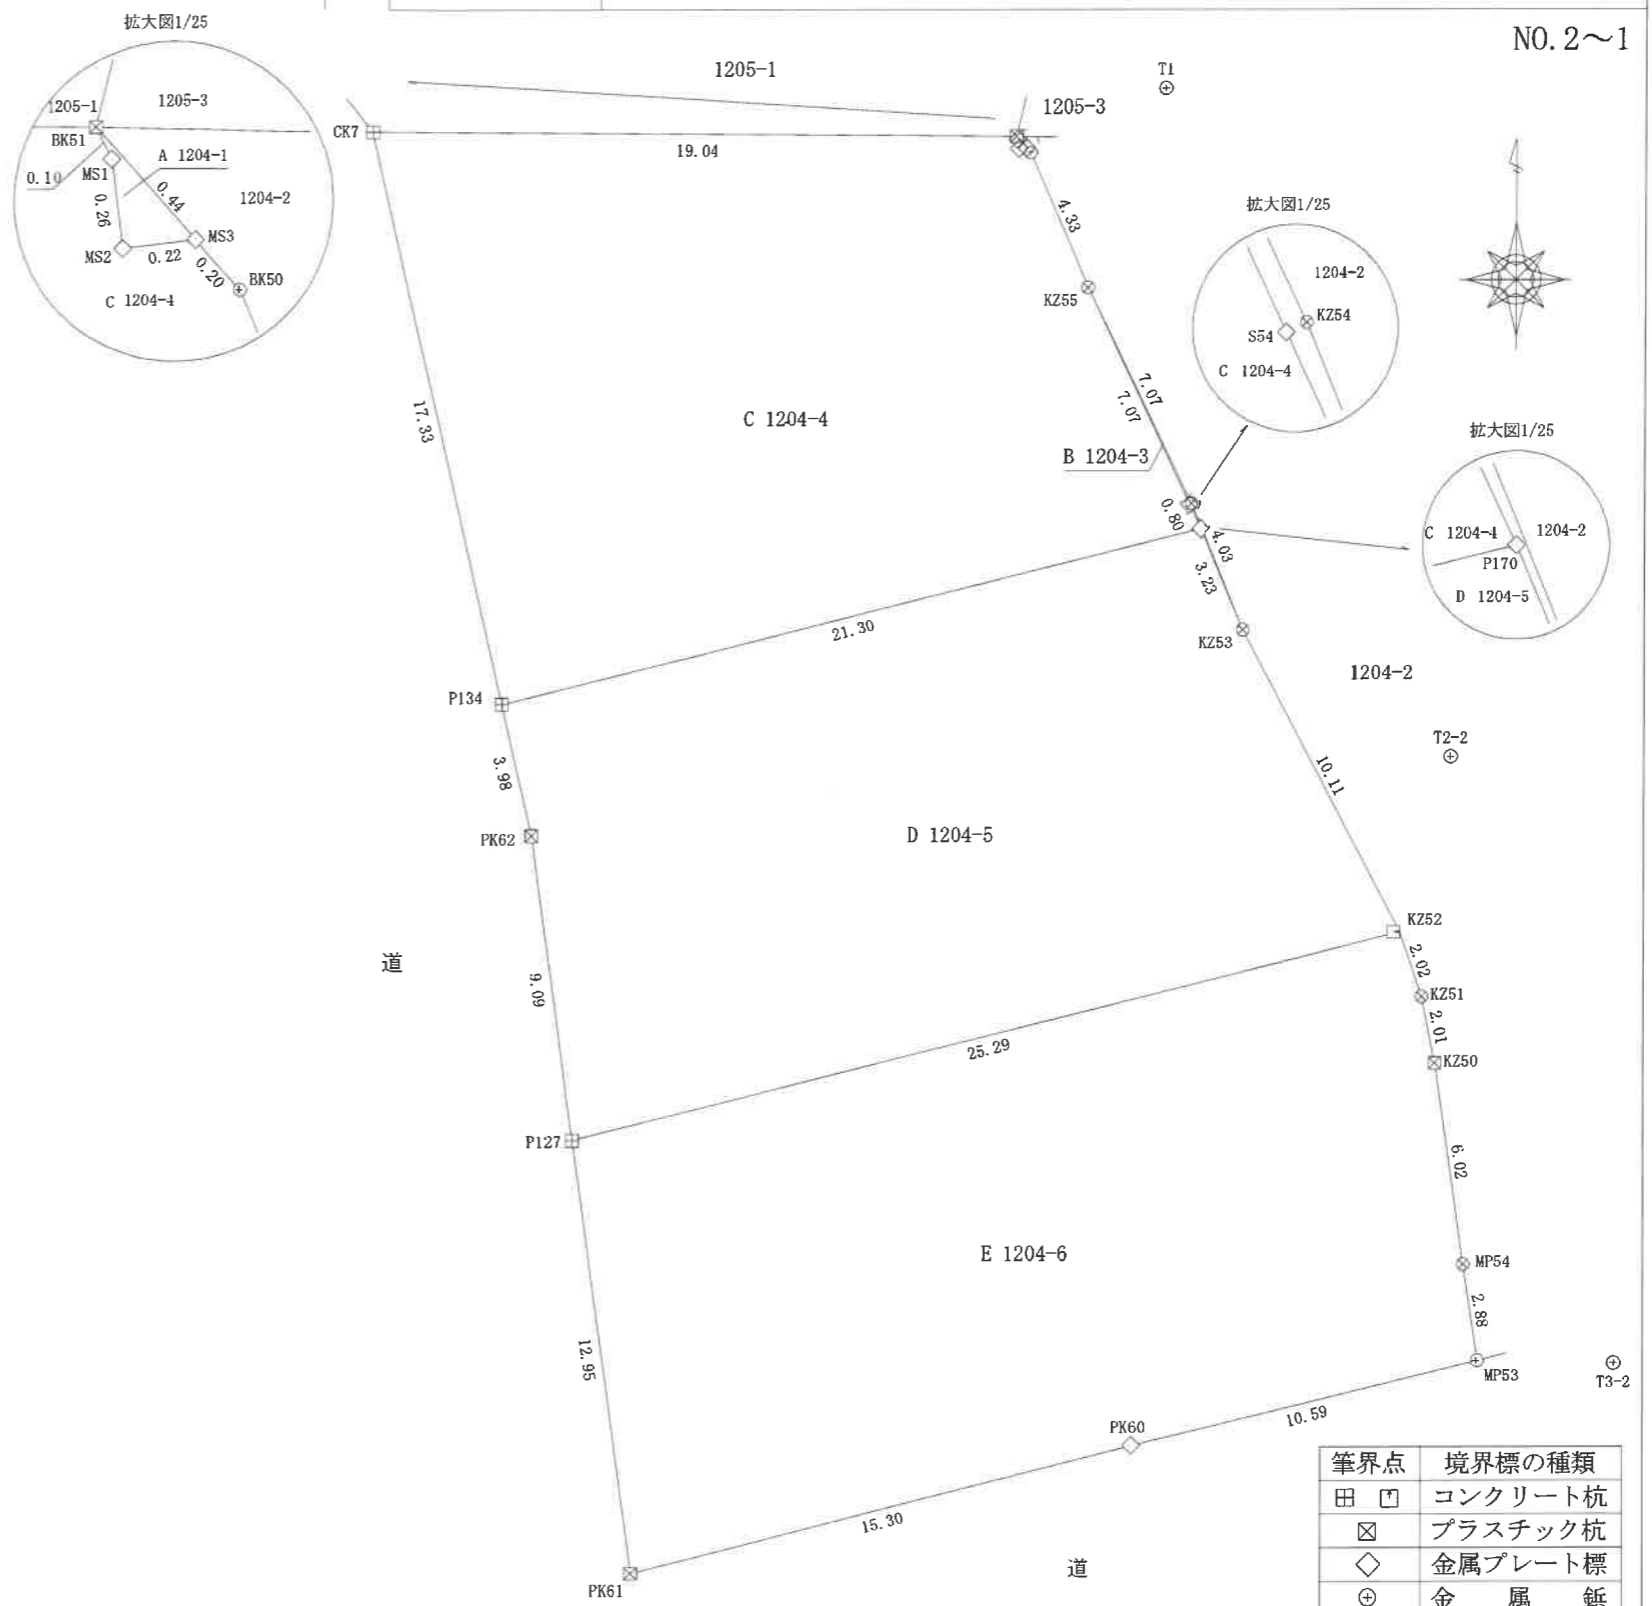 NO. 2～1
拡大図1/25
1205-1
1205-3
BK51
MS1
A 1204-1
0.10
0.44
1204-2
0.26
MS2
0.22
MS3
0.20
BK50
C 1204-4
1205-1
1205-3
T1
CK7
19.04
4.33
KZ55
拡大図1/25
1204-2
KZ54
S54
C 1204-4
17.33
C 1204-4
7.07
7.07
B 1204-3
拡大図1/25
C 1204-4
1204-2
P170
D 1204-5
0.80
4.03
3.23
21.30
KZ53
1204-2
P134
T2-2
3.98
10.11
PK62
D 1204-5
KZ52
道
2.02
9.09
KZ51
2.01
25.29
KZ50
P127
6.02
E 1204-6
MP54
2.88
12.95
MP53
T3-2
10.59
PK60
15.30
PK61
道
筆界点 境界標の種類
コンクリート杭
プラスチック杭
金属プレート標
金属鋲